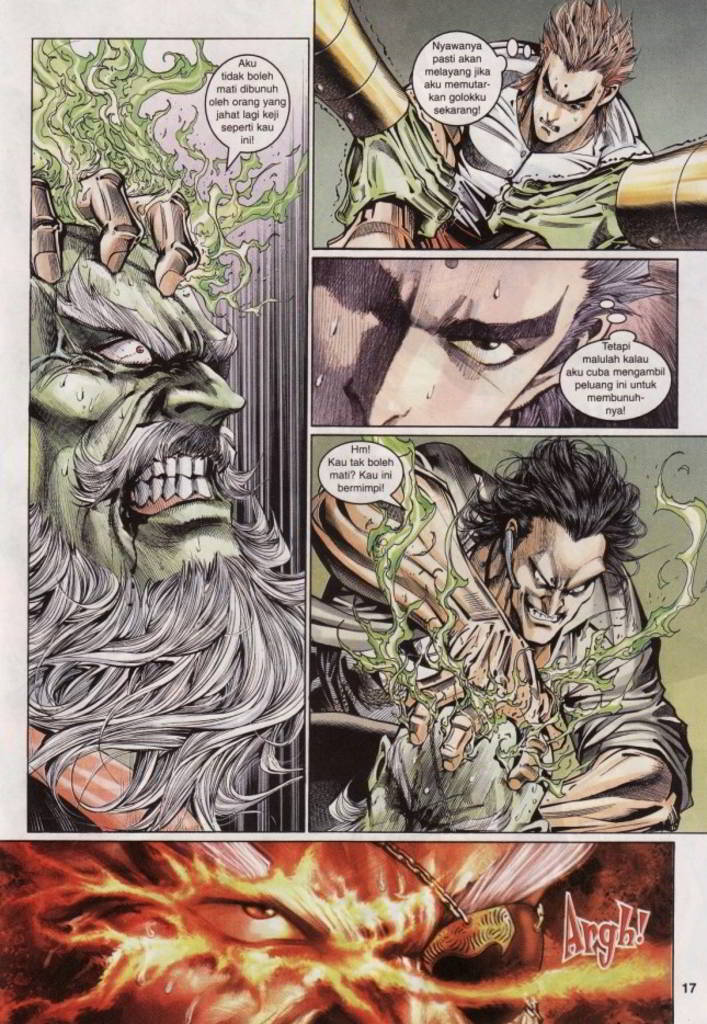 Aku
tidak boleh
mati dibunuh
oleh orang yang
jahat lagi keji
seperti kau
ini!
Nyawanya
pasti akan
melayang jika
aku memutar-
kan golokku
sekarang!
Tetapi
malulah kalau
aku cuba mengambil
peluang ini untuk
membunuh-
nya!
Hm!
Kau tak boleh
mati? Kau ini
bermimpi!
Argh!
17